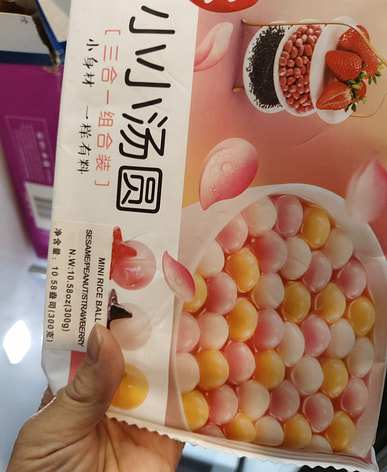 小小汤圆
[三合一组合装]
小身材 一样有料
MINI RICE BALL
SESAME/PEANUT/STRAWBERRY
N.W:10.58oz(300g)
净含量: 10.58盎司(300克)